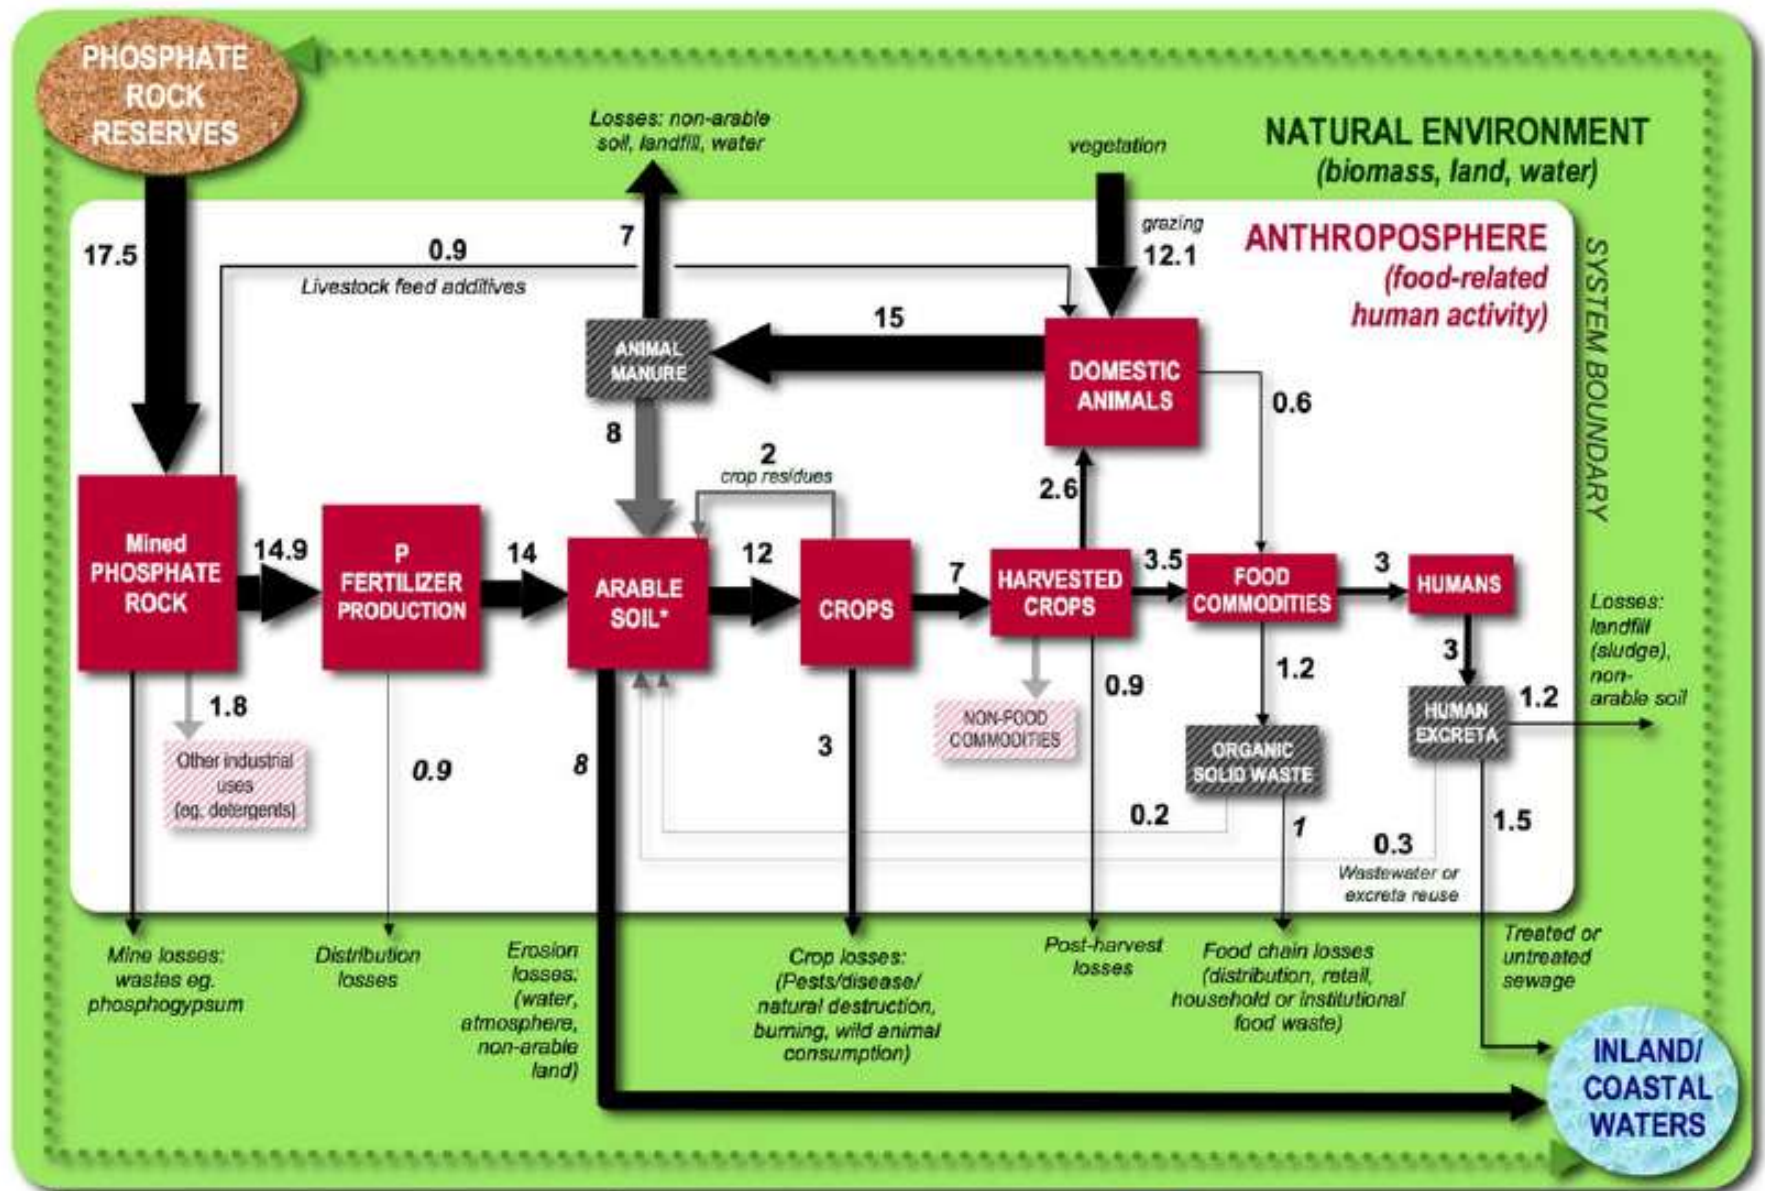 PHOSPHATE
ROCK
RESERVES
Losses: non-arable
soil, landfill, water
vegetation
NATURAL ENVIRONMENT
(biomass, land, water)
17.5
0.9
Livestock feed additives
7
grazing
12.1
ANTHROPOSPHERE
(food-related
human activity)
SYSTEM BOUNDARY
ANIMAL
MANURE
15
DOMESTIC
ANIMALS
0.6
8
2
crop residues
2.6
Mined
PHOSPHATE
ROCK
14.9
P
FERTILIZER
PRODUCTION
14
ARABLE
SOIL*
12
CROPS
7
HARVESTED
CROPS
3.5
FOOD
COMMODITIES
3
HUMANS
Losses:
landfill
(sludge),
non-
arable soil
1.8
Other industrial
uses
(eg. detergents)
0.9
8
3
NON-FOOD
COMMODITIES
0.9
1.2
ORGANIC
SOLID WASTE
3
HUMAN
EXCRETA
1.2
0.2
1
0.3
Wastewater or
excreta reuse
1.5
Mine losses:
wastes eg.
phosphogypsum
Distribution
losses
Erosion
losses:
(water,
atmosphere,
non-arable
land)
Crop losses:
(Pests/disease/
natural destruction,
burning, wild animal
consumption)
Post-harvest
losses
Food chain losses
(distribution, retail,
household or institutional
food waste)
Treated or
untreated
sewage
INLAND/
COASTAL
WATERS